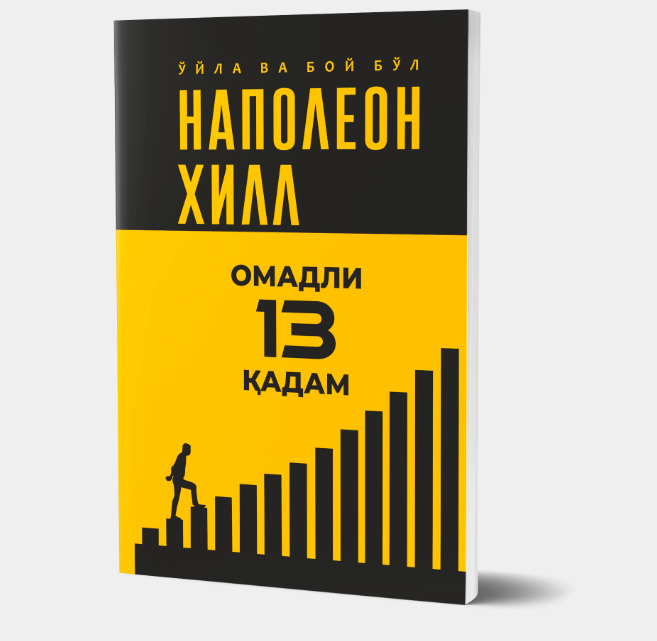 ЎЙЛА ВА БОЙ БЎЛ
НАПОЛЕОН
ХИЛЛ
ОМАДЛИ
13
ҚАДАМ